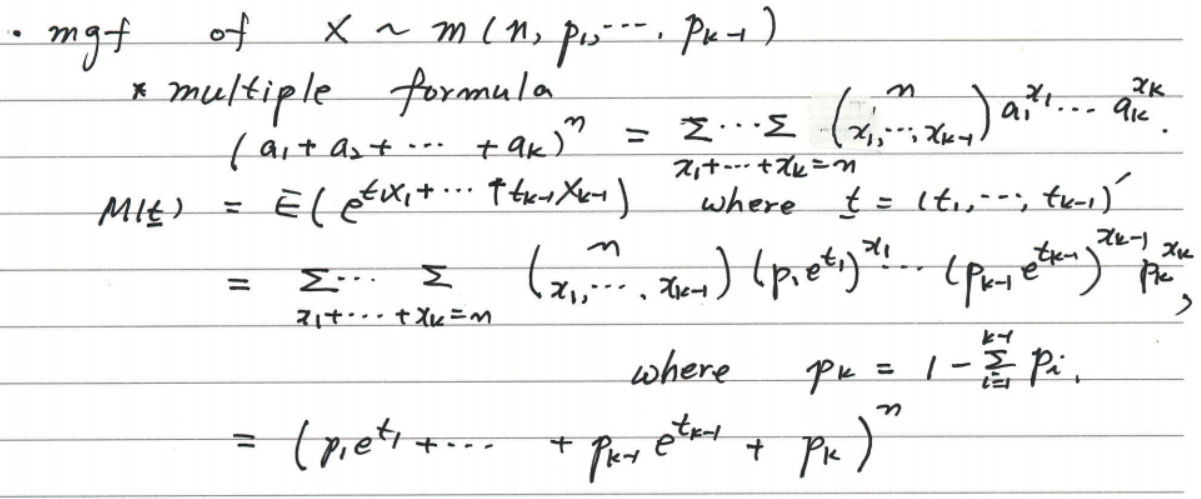 · mgf of X ~ m(n, p₁, ···, pₖ₋₁)
* multiple formula
(a₁ + a₂ + ··· + aₖ)ⁿ = Σ···Σ_{x₁+···+xₖ=n} (n over x₁, ···, xₖ₋₁) a₁^{x₁} ··· aₖ^{xₖ}.
M(t) = E(e^{t₁x₁ + ··· + tₖ₋₁Xₖ₋₁}) where t = (t₁, ···, tₖ₋₁)′
= Σ··· Σ_{x₁+···+xₖ=n} (n over x₁, ···, xₖ₋₁) (p₁e^{t₁})^{x₁} ··· (pₖ₋₁e^{tₖ₋₁})^{xₖ₋₁} pₖ^{xₖ},
where pₖ = 1 - Σ_{i=1}^{k-1} pᵢ.
= (p₁e^{t₁} + ··· + pₖ₋₁e^{tₖ₋₁} + pₖ)ⁿ